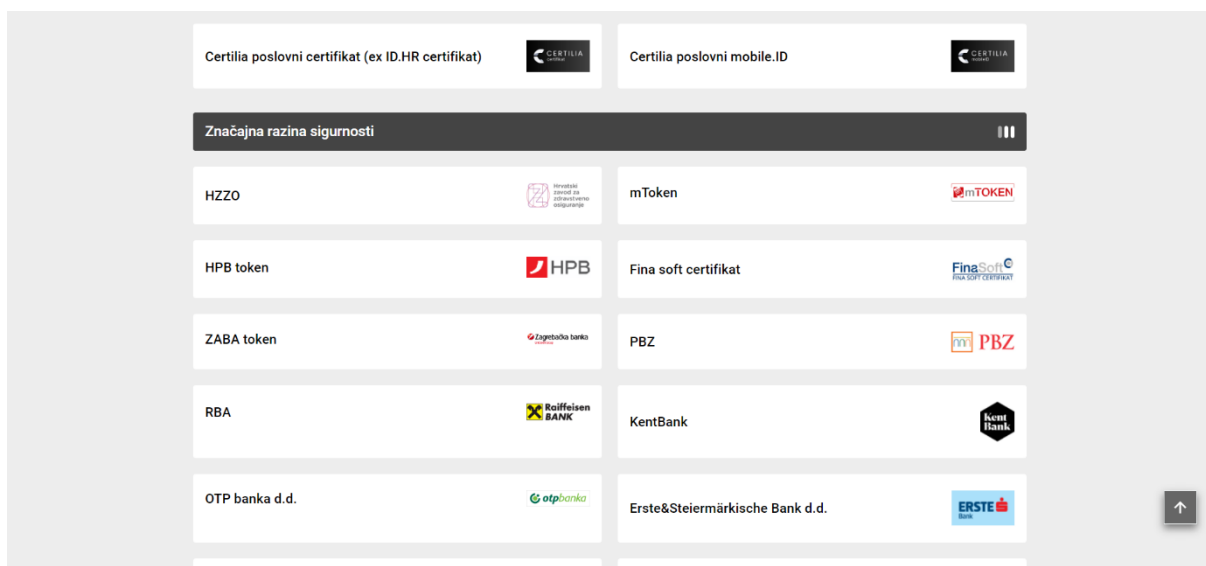 Certilia poslovni certifikat (ex ID.HR certifikat)
CERTILIA
certifikat
Certilia poslovni mobile.ID
CERTILIA
mobileID
Značajna razina sigurnosti
HZZO
Hrvatski
zavod za
zdravstveno
osiguranje
mToken
mTOKEN
HPB token
HPB
Fina soft certifikat
FinaSoft
FINA SOFT CERTIFIKAT
ZABA token
Zagrebačka banka
PBZ
PBZ
RBA
Raiffeisen
BANK
KentBank
Kent
Bank
OTP banka d.d.
otpbanka
Erste&Steiermärkische Bank d.d.
ERSTE
Bank